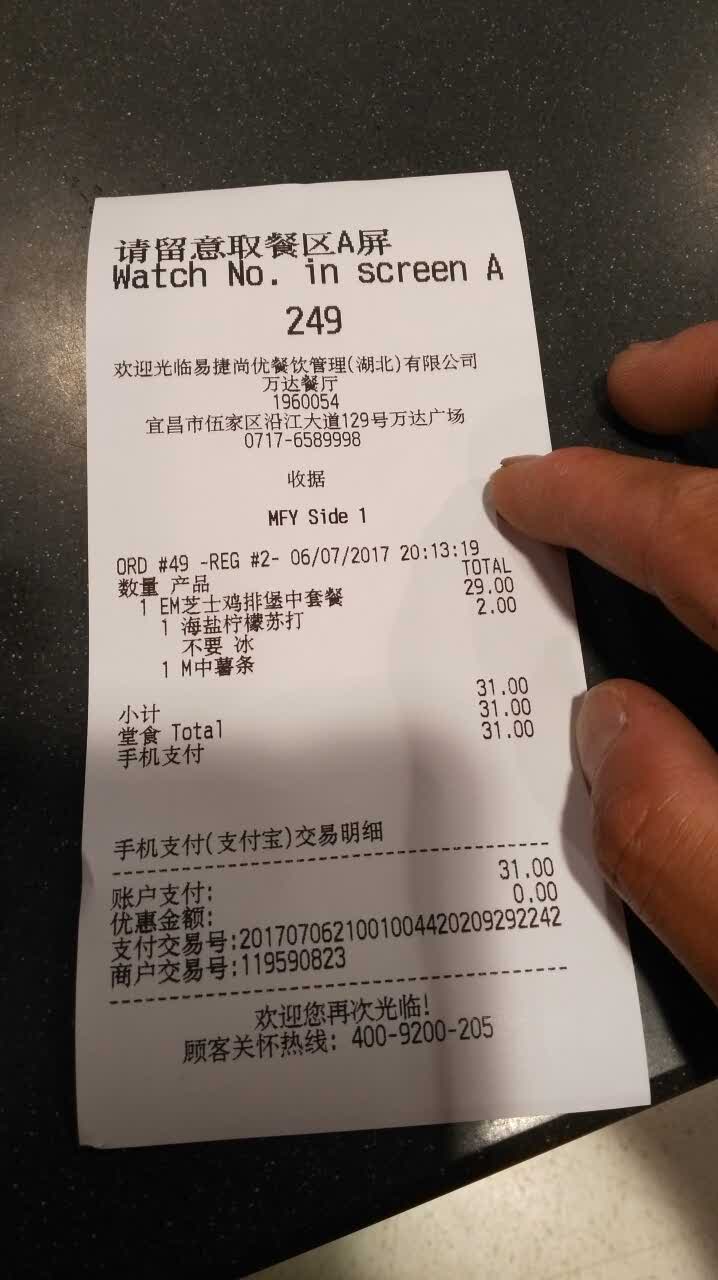 请留意取餐区A屏
Watch No. in screen A
249
欢迎光临易捷尚优餐饮管理(湖北)有限公司
万达餐厅
1960054
宜昌市伍家区沿江大道129号万达广场
0717-6589998
收据
MFY Side 1
ORD #49 -REG #2- 06/07/2017 20:13:19
数量 产品 TOTAL
1 EM芝士鸡排堡中套餐 29.00
1 海盐柠檬苏打 2.00
不要 冰
1 M中薯条
小计 31.00
堂食 Total 31.00
手机支付 31.00
手机支付(支付宝)交易明细
--------------------------------
账户支付: 31.00
优惠金额: 0.00
支付交易号:2017070621001004420209292242
商户交易号:119590823
--------------------------------
欢迎您再次光临!
顾客关怀热线: 400-9200-205